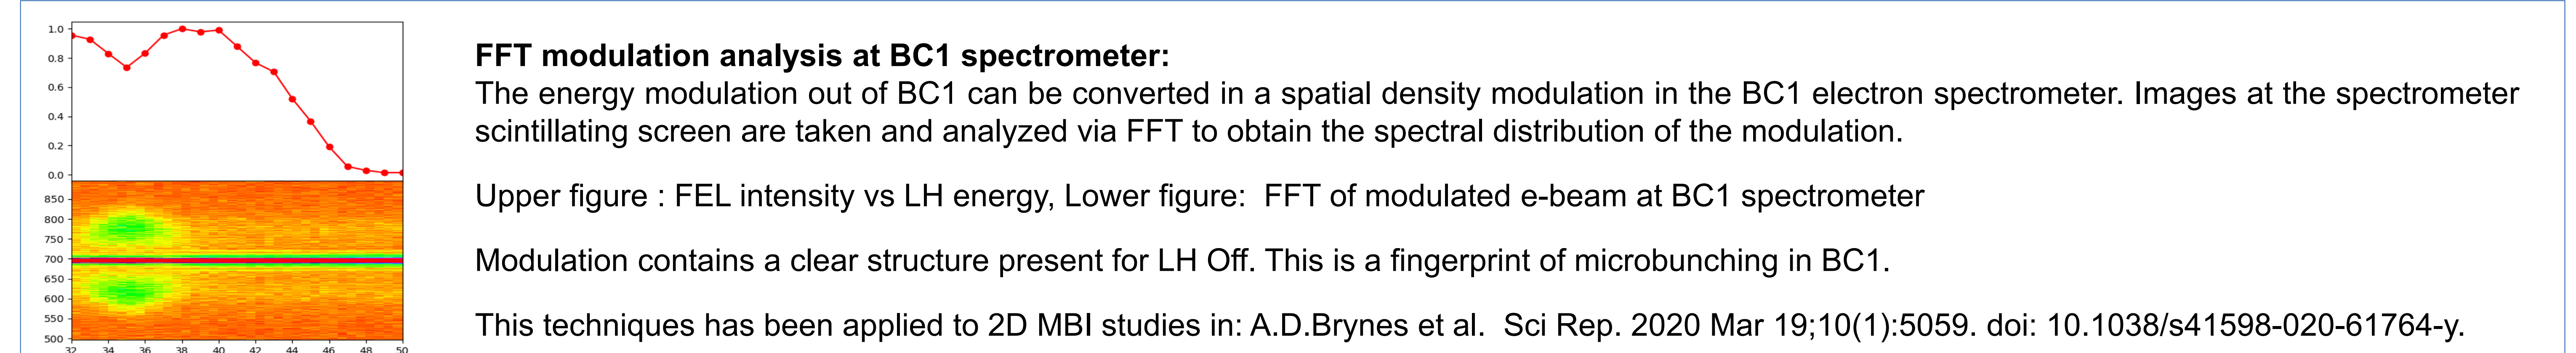 1.0
0.8
0.6
0.4
0.2
0.0
850
800
750
700
650
600
550
500
32 34 36 38 40 42 44 46 48 50
FFT modulation analysis at BC1 spectrometer:
The energy modulation out of BC1 can be converted in a spatial density modulation in the BC1 electron spectrometer. Images at the spectrometer
scintillating screen are taken and analyzed via FFT to obtain the spectral distribution of the modulation.
Upper figure : FEL intensity vs LH energy, Lower figure:  FFT of modulated e-beam at BC1 spectrometer
Modulation contains a clear structure present for LH Off. This is a fingerprint of microbunching in BC1.
This techniques has been applied to 2D MBI studies in: A.D.Brynes et al.  Sci Rep. 2020 Mar 19;10(1):5059. doi: 10.1038/s41598-020-61764-y.